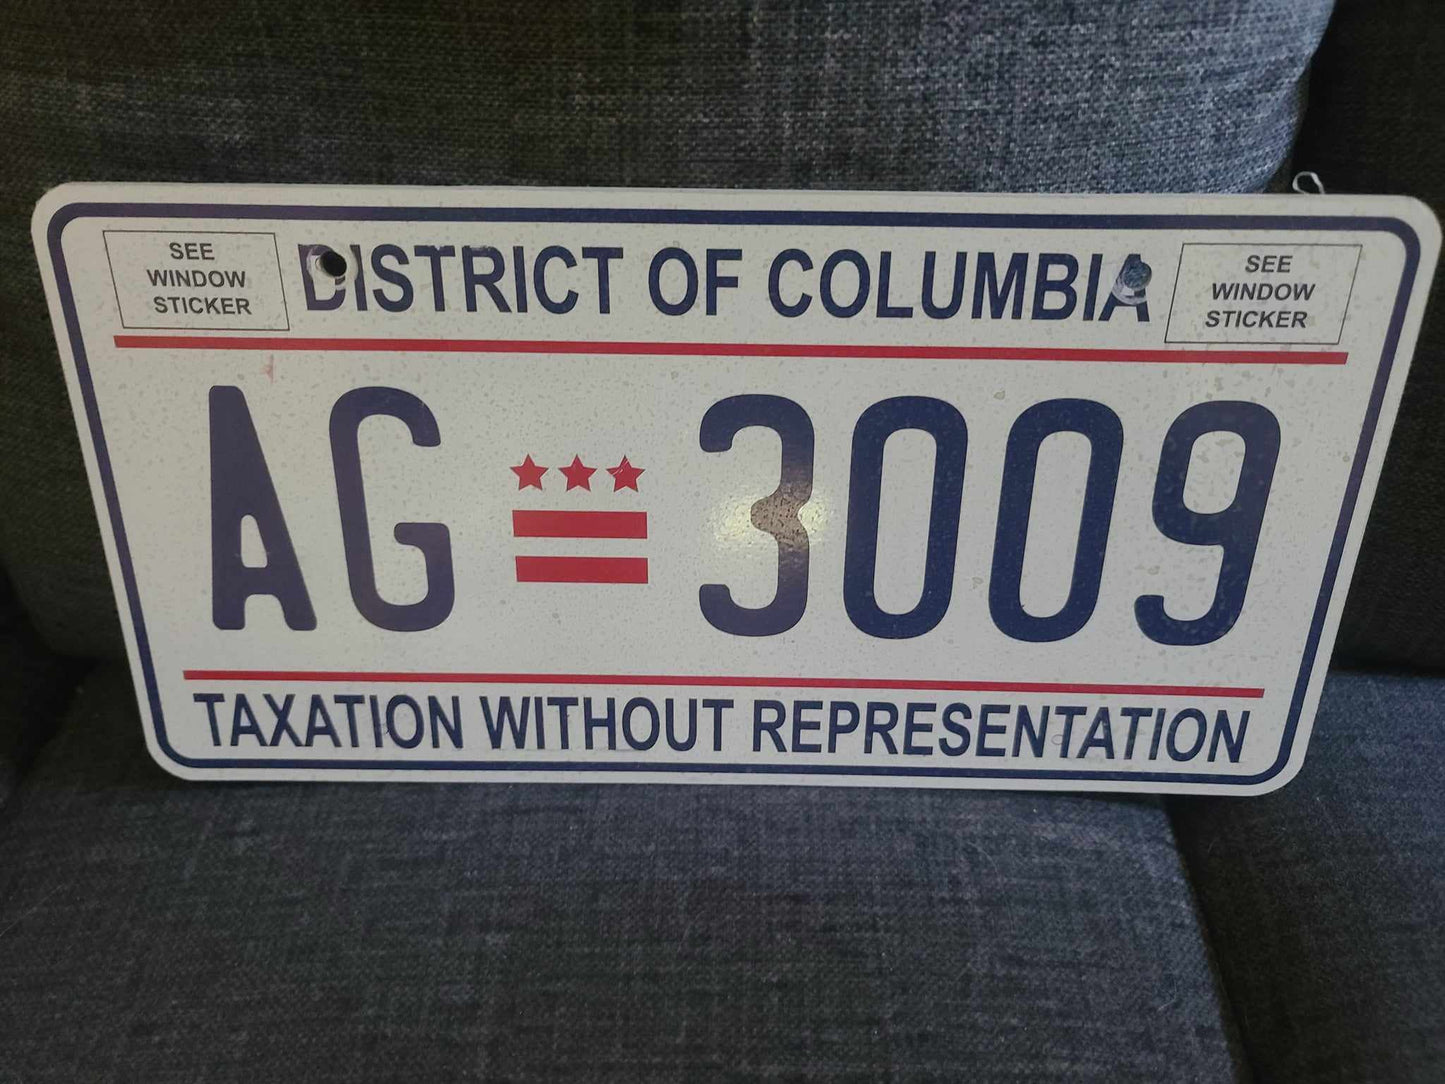 SEE
WINDOW
STICKER
DISTRICT OF COLUMBIA
SEE
WINDOW
STICKER
AG 3009
TAXATION WITHOUT REPRESENTATION